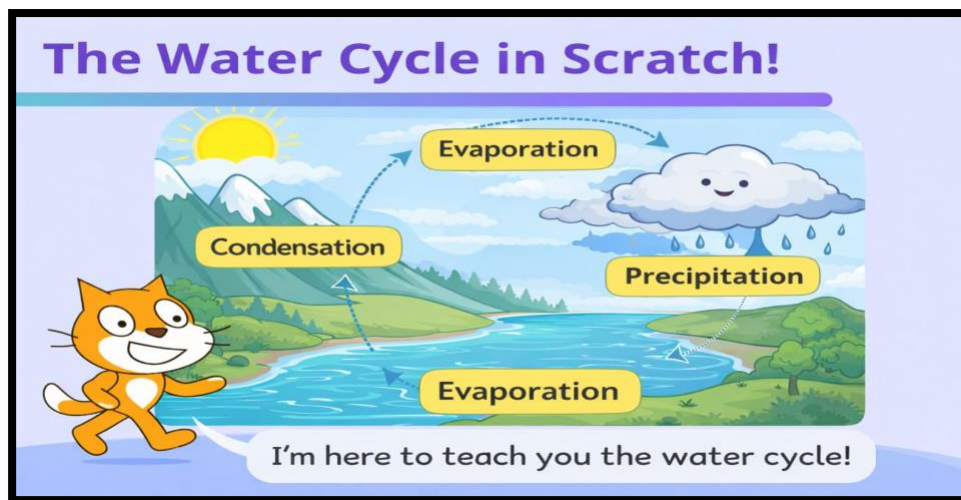 The Water Cycle in Scratch!
Evaporation
Condensation
Precipitation
Evaporation
I'm here to teach you the water cycle!